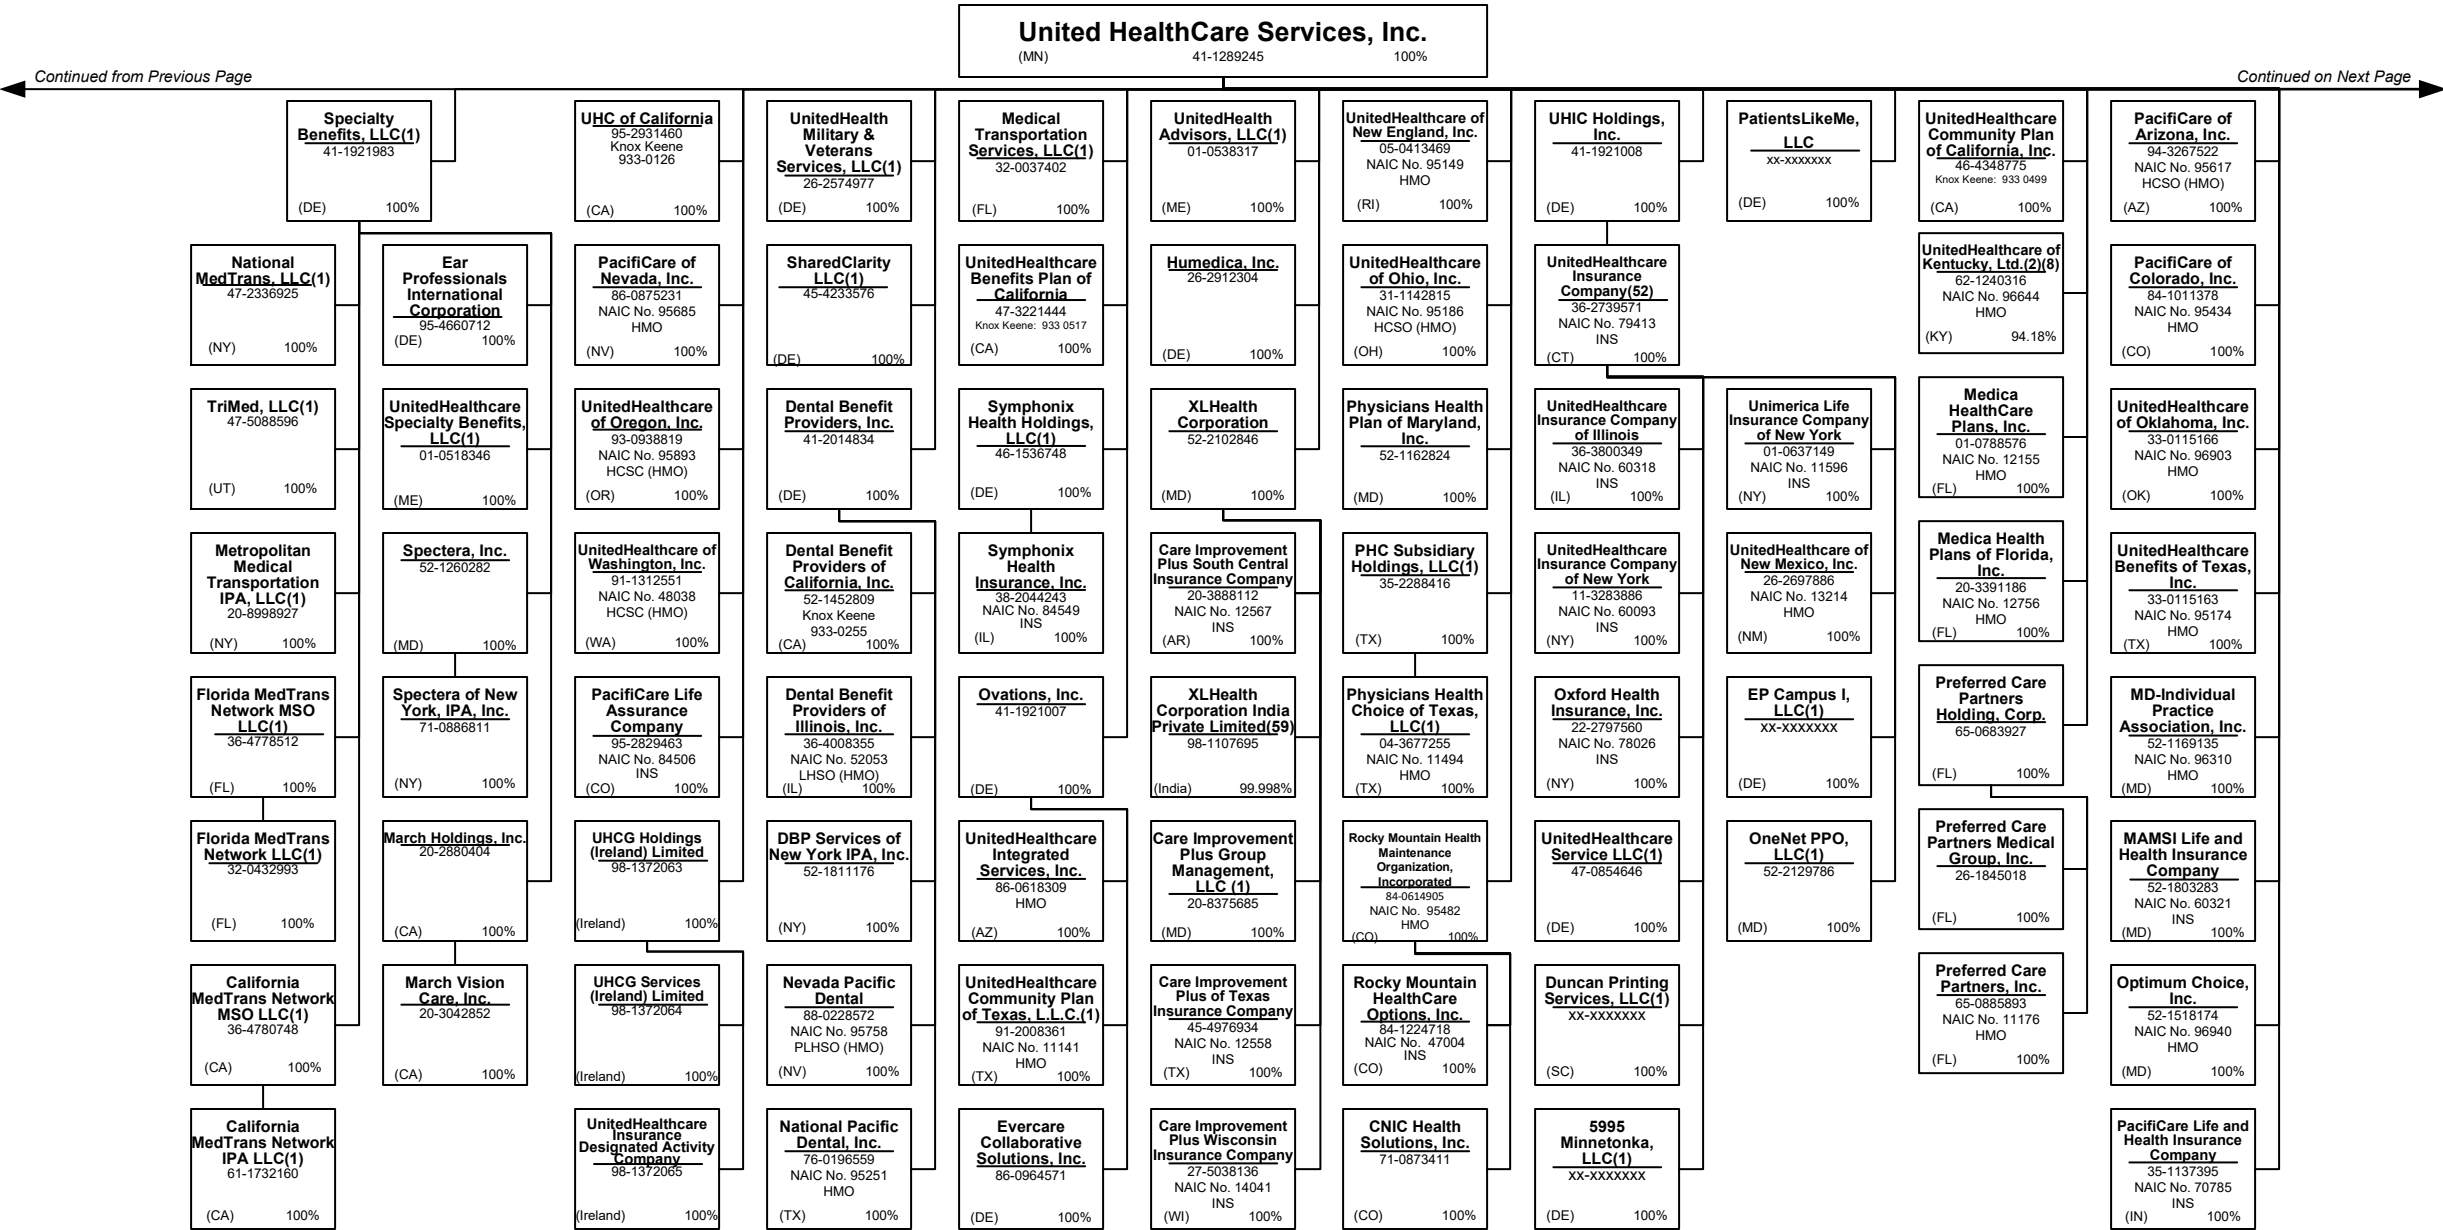 United HealthCare Services, Inc.
(MN) 41-1289245 100%
Continued from Previous Page
Continued on Next Page
Specialty
Benefits, LLC(1)
41-1921983
(DE) 100%
UHC of California
95-2931460
Knox Keene
933-0126
(CA) 100%
UnitedHealth
Military &
Veterans
Services, LLC(1)
26-2574977
(DE) 100%
Medical
Transportation
Services, LLC(1)
32-0037402
(FL) 100%
UnitedHealth
Advisors, LLC(1)
01-0538317
(ME) 100%
UnitedHealthcare of
New England, Inc.
05-0413469
NAIC No. 95149
HMO
(RI) 100%
UHIC Holdings,
Inc.
41-1921008
(DE) 100%
PatientsLikeMe,
LLC
xx-xxxxxxx
(DE) 100%
UnitedHealthcare
Community Plan
of California, Inc.
46-4348775
Knox Keene: 933 0499
(CA) 100%
PacifiCare of
Arizona, Inc.
94-3267522
NAIC No. 95617
HCSO (HMO)
(AZ) 100%
National
MedTrans, LLC(1)
47-2336925
(NY) 100%
Ear
Professionals
International
Corporation
95-4660712
(DE) 100%
PacifiCare of
Nevada, Inc.
86-0875231
NAIC No. 95685
HMO
(NV) 100%
SharedClarity
LLC(1)
45-4233576
(DE) 100%
UnitedHealthcare
Benefits Plan of
California
47-3221444
Knox Keene: 933 0517
(CA) 100%
Humedica, Inc.
26-2912304
(DE) 100%
UnitedHealthcare
of Ohio, Inc.
31-1142815
NAIC No. 95186
HCSO (HMO)
(OH) 100%
UnitedHealthcare
Insurance
Company(52)
36-2739571
NAIC No. 79413
INS
(CT) 100%
UnitedHealthcare of
Kentucky, Ltd.(2)(8)
62-1240316
NAIC No. 96644
HMO
(KY) 94.18%
PacifiCare of
Colorado, Inc.
84-1011378
NAIC No. 95434
HMO
(CO) 100%
TriMed, LLC(1)
47-5088596
(UT) 100%
UnitedHealthcare
Specialty Benefits,
LLC(1)
01-0518346
(ME) 100%
UnitedHealthcare
of Oregon, Inc.
93-0938819
NAIC No. 95893
HCSC (HMO)
(OR) 100%
Dental Benefit
Providers, Inc.
41-2014834
(DE) 100%
Symphonix
Health Holdings,
LLC(1)
46-1536748
(DE) 100%
XLHealth
Corporation
52-2102846
(MD) 100%
Physicians Health
Plan of Maryland,
Inc.
52-1162824
(MD) 100%
UnitedHealthcare
Insurance Company
of Illinois
36-3800349
NAIC No. 60318
INS
(IL) 100%
Unimerica Life
Insurance Company
of New York
01-0637149
NAIC No. 11596
INS
(NY) 100%
Medica
HealthCare
Plans, Inc.
01-0788576
NAIC No. 12155
HMO
(FL) 100%
UnitedHealthcare
of Oklahoma, Inc.
33-0115166
NAIC No. 96903
HMO
(OK) 100%
Metropolitan
Medical
Transportation
IPA, LLC(1)
20-8998927
(NY) 100%
Spectera, Inc.
52-1260282
(MD) 100%
UnitedHealthcare of
Washington, Inc.
91-1312551
NAIC No. 48038
HCSC (HMO)
(WA) 100%
Dental Benefit
Providers of
California, Inc.
52-1452809
Knox Keene
933-0255
(CA) 100%
Symphonix
Health
Insurance, Inc.
38-2044243
NAIC No. 84549
INS
(IL) 100%
Care Improvement
Plus South Central
Insurance Company
20-3888112
NAIC No. 12567
INS
(AR) 100%
PHC Subsidiary
Holdings, LLC(1)
35-2288416
(TX) 100%
UnitedHealthcare
Insurance Company
of New York
11-3283886
NAIC No. 60093
INS
(NY) 100%
UnitedHealthcare of
New Mexico, Inc.
26-2697886
NAIC No. 13214
HMO
(NM) 100%
Medica Health
Plans of Florida,
Inc.
20-3391186
NAIC No. 12756
HMO
(FL) 100%
UnitedHealthcare
Benefits of Texas,
Inc.
33-0115163
NAIC No. 95174
HMO
(TX) 100%
Florida MedTrans
Network MSO
LLC(1)
36-4778512
(FL) 100%
Spectera of New
York, IPA, Inc.
71-0886811
(NY) 100%
PacifiCare Life
Assurance
Company
95-2829463
NAIC No. 84506
INS
(CO) 100%
Dental Benefit
Providers of
Illinois, Inc.
36-4008355
NAIC No. 52053
LHSO (HMO)
(IL) 100%
Ovations, Inc.
41-1921007
(DE) 100%
XLHealth
Corporation India
Private Limited(59)
98-1107695
(India) 99.998%
Physicians Health
Choice of Texas,
LLC(1)
04-3677255
NAIC No. 11494
HMO
(TX) 100%
Oxford Health
Insurance, Inc.
22-2797560
NAIC No. 78026
INS
(NY) 100%
EP Campus I,
LLC(1)
xx-xxxxxxx
(DE) 100%
Preferred Care
Partners
Holding, Corp.
65-0683927
(FL) 100%
MD-Individual
Practice
Association, Inc.
52-1169135
NAIC No. 96310
HMO
(MD) 100%
Florida MedTrans
Network LLC(1)
32-0432993
(FL) 100%
March Holdings, Inc.
20-2880404
(CA) 100%
UHCG Holdings
(Ireland) Limited
98-1372063
(Ireland) 100%
DBP Services of
New York IPA, Inc.
52-1811176
(NY) 100%
UnitedHealthcare
Integrated
Services, Inc.
86-0618309
HMO
(AZ) 100%
Care Improvement
Plus Group
Management,
LLC (1)
20-8375685
(MD) 100%
Rocky Mountain Health
Maintenance
Organization,
Incorporated
84-0614905
NAIC No. 95482
HMO
(CO) 100%
UnitedHealthcare
Service LLC(1)
47-0854646
(DE) 100%
OneNet PPO,
LLC(1)
52-2129786
(MD) 100%
Preferred Care
Partners Medical
Group, Inc.
26-1845018
(FL) 100%
MAMSI Life and
Health Insurance
Company
52-1803283
NAIC No. 60321
INS
(MD) 100%
California
MedTrans Network
MSO LLC(1)
36-4780748
(CA) 100%
March Vision
Care, Inc.
20-3042852
(CA) 100%
UHCG Services
(Ireland) Limited
98-1372064
(Ireland) 100%
Nevada Pacific
Dental
88-0228572
NAIC No. 95758
PLHSO (HMO)
(NV) 100%
UnitedHealthcare
Community Plan
of Texas, L.L.C.(1)
91-2008361
NAIC No. 11141
HMO
(TX) 100%
Care Improvement
Plus of Texas
Insurance Company
45-4976934
NAIC No. 12558
INS
(TX) 100%
Rocky Mountain
HealthCare
Options, Inc.
84-1224718
NAIC No. 47004
INS
(CO) 100%
Duncan Printing
Services, LLC(1)
xx-xxxxxxx
(SC) 100%
Preferred Care
Partners, Inc.
65-0885893
NAIC No. 11176
HMO
(FL) 100%
Optimum Choice,
Inc.
52-1518174
NAIC No. 96940
HMO
(MD) 100%
California
MedTrans Network
IPA LLC(1)
61-1732160
(CA) 100%
UnitedHealthcare
Insurance
Designated Activity
Company
98-1372065
(Ireland) 100%
National Pacific
Dental, Inc.
76-0196559
NAIC No. 95251
HMO
(TX) 100%
Evercare
Collaborative
Solutions, Inc.
86-0964571
(DE) 100%
Care Improvement
Plus Wisconsin
Insurance Company
27-5038136
NAIC No. 14041
INS
(WI) 100%
CNIC Health
Solutions, Inc.
71-0873411
(CO) 100%
5995
Minnetonka,
LLC(1)
xx-xxxxxxx
(DE) 100%
PacifiCare Life and
Health Insurance
Company
35-1137395
NAIC No. 70785
INS
(IN) 100%